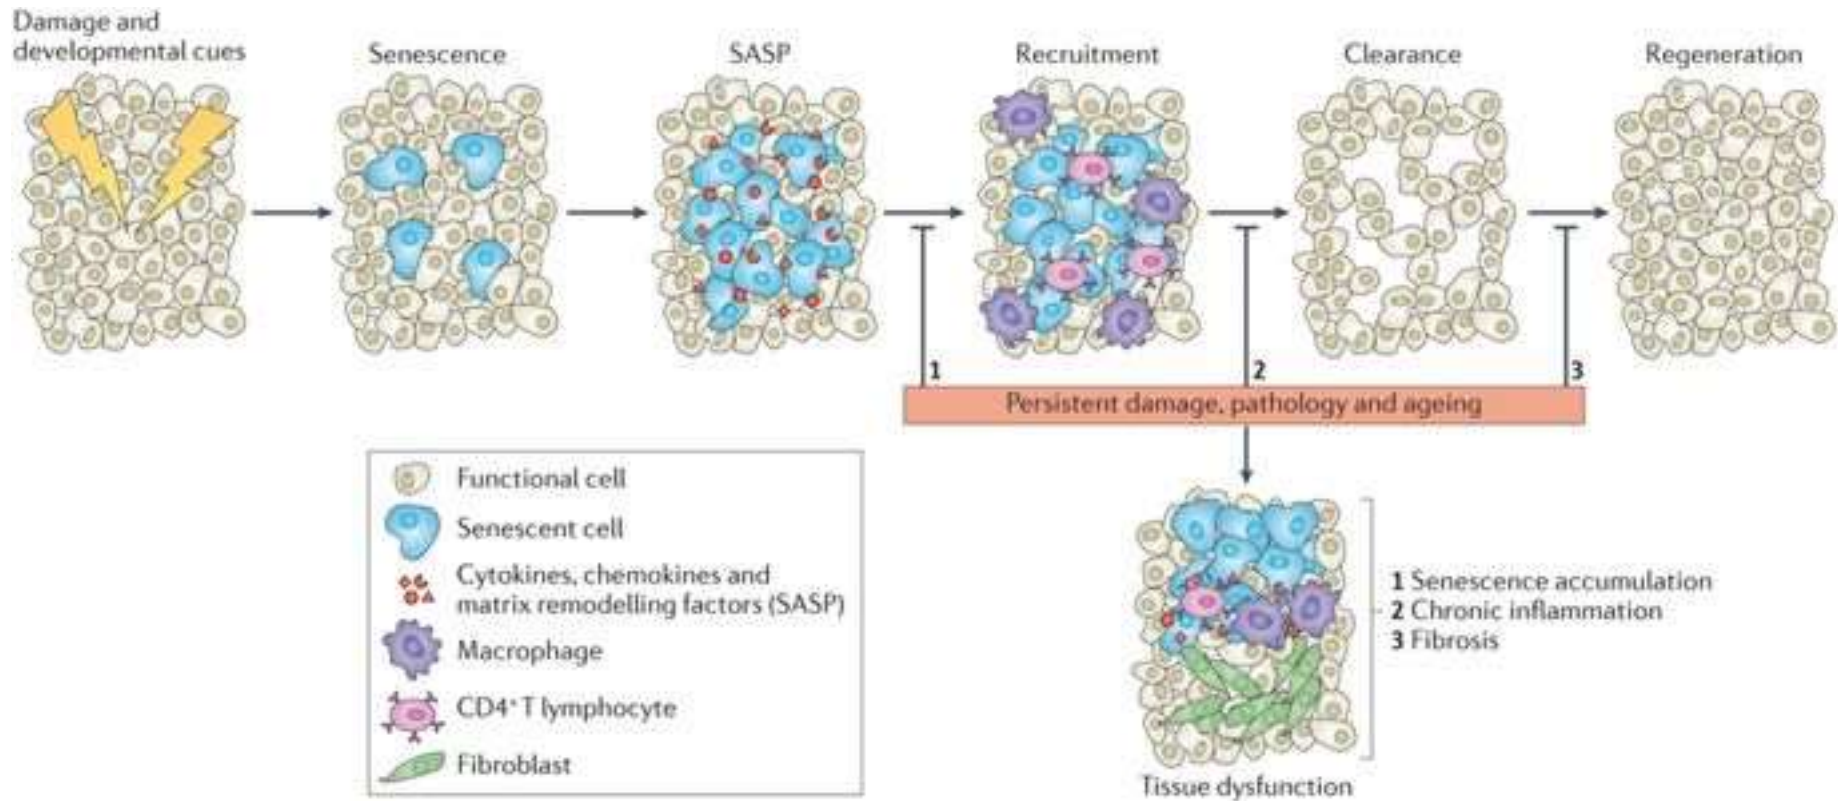 Damage and
developmental cues
Senescence
SASP
Recruitment
Clearance
Regeneration
1
2
3
Persistent damage, pathology and ageing
Functional cell
Senescent cell
Cytokines, chemokines and
matrix remodelling factors (SASP)
Macrophage
CD4⁺ T lymphocyte
Fibroblast
1 Senescence accumulation
2 Chronic inflammation
3 Fibrosis
Tissue dysfunction